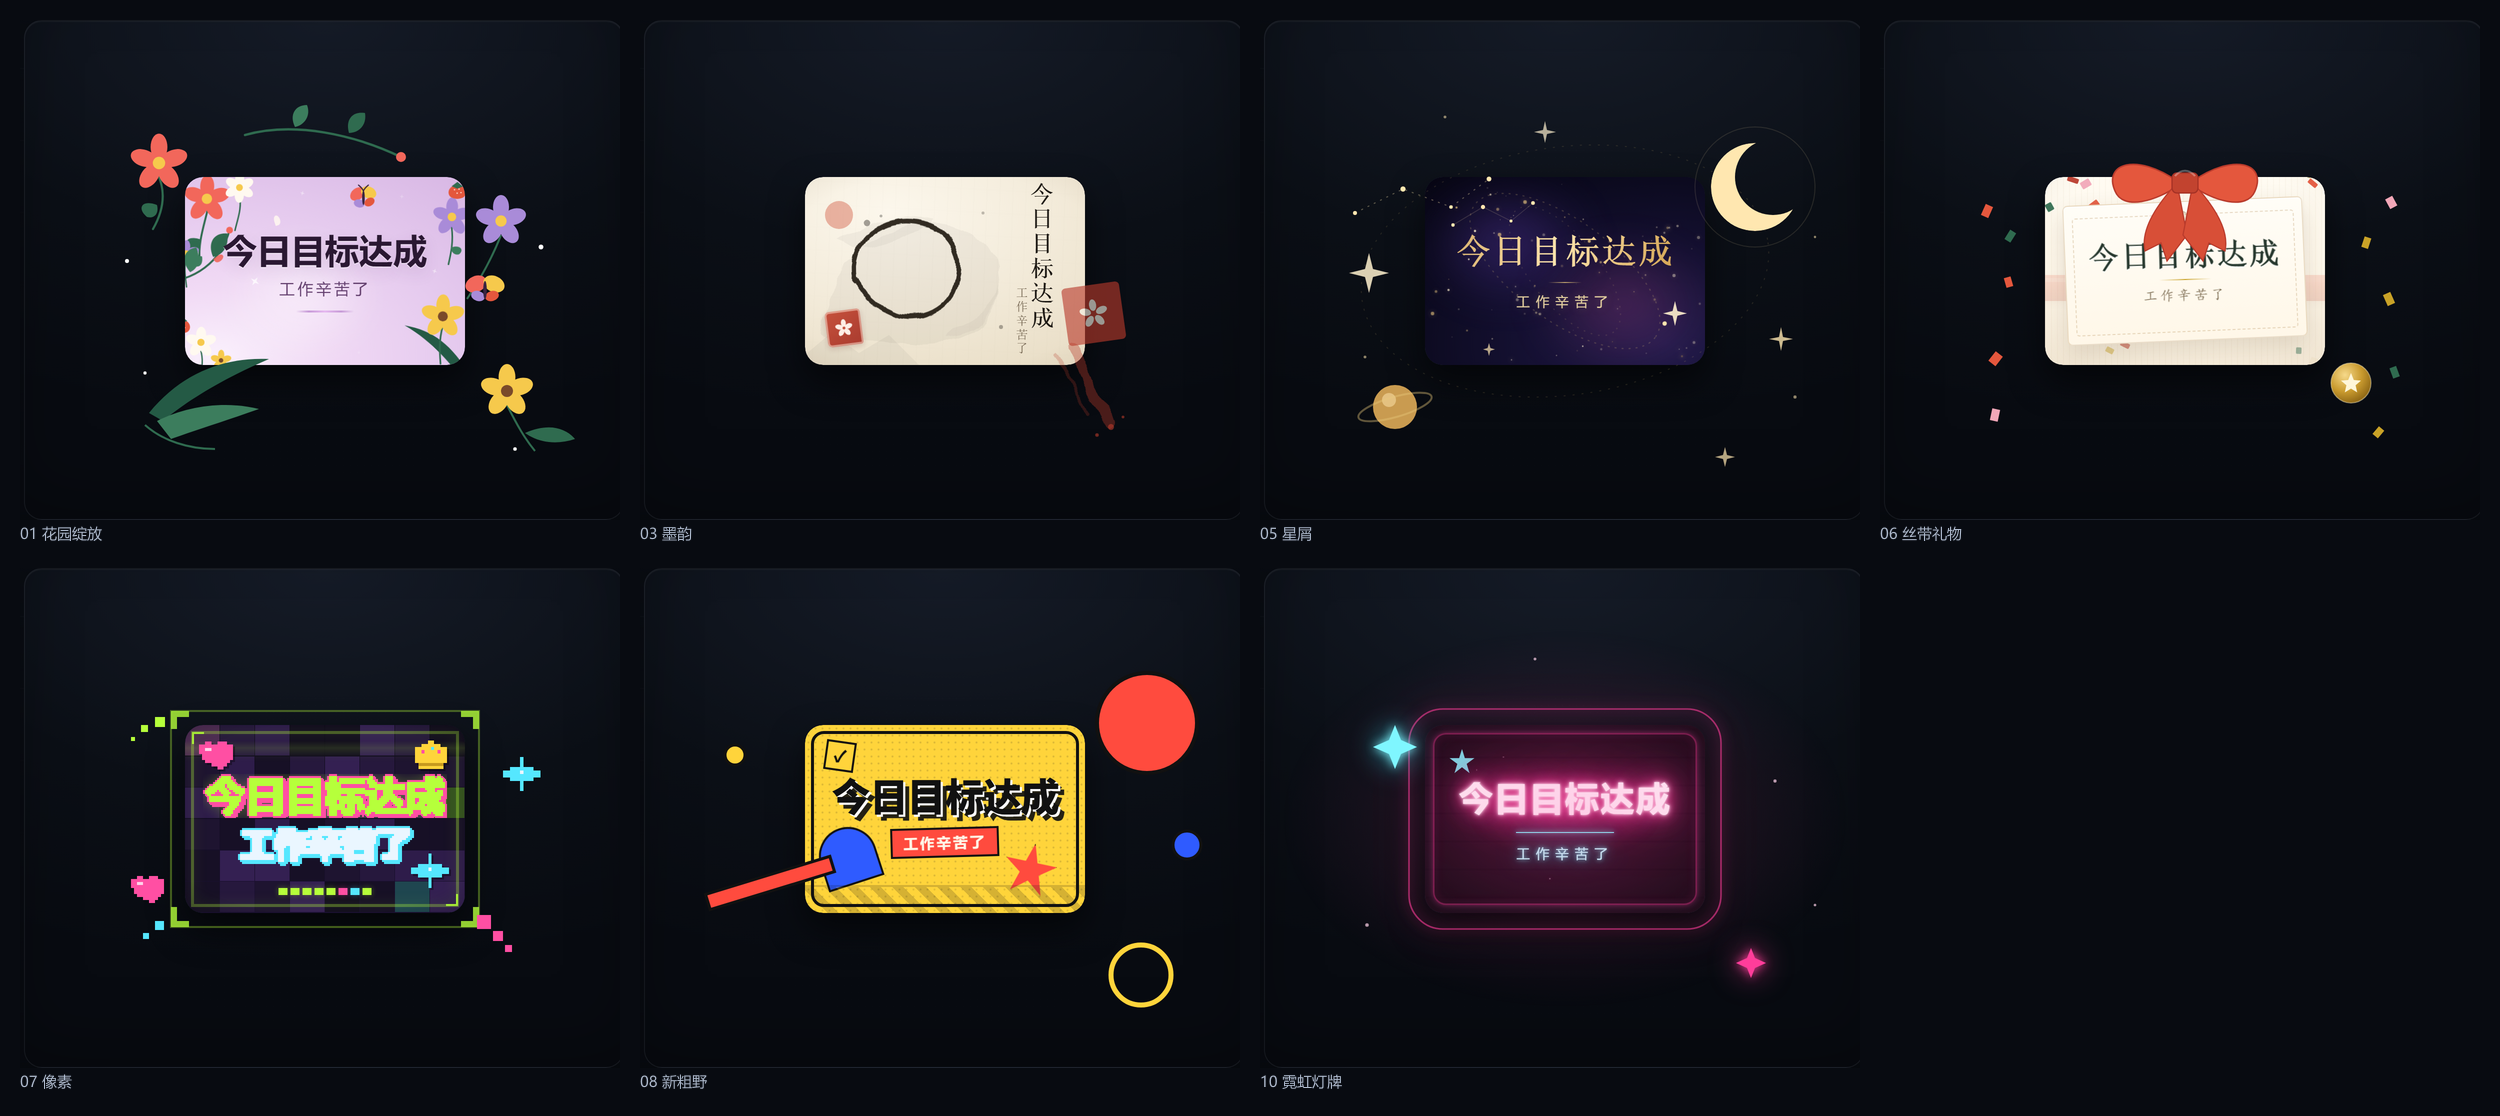 今日目标达成
工作辛苦了
01 花园绽放
今日目标达成
工作辛苦了
03 墨韵
今日目标达成
工作辛苦了
05 星屑
今日目标达成
工作辛苦了
06 丝带礼物
今日目标达成
工作辛苦了
07 像素
今日目标达成
工作辛苦了
08 新粗野
今日目标达成
工作辛苦了
10 霓虹灯牌